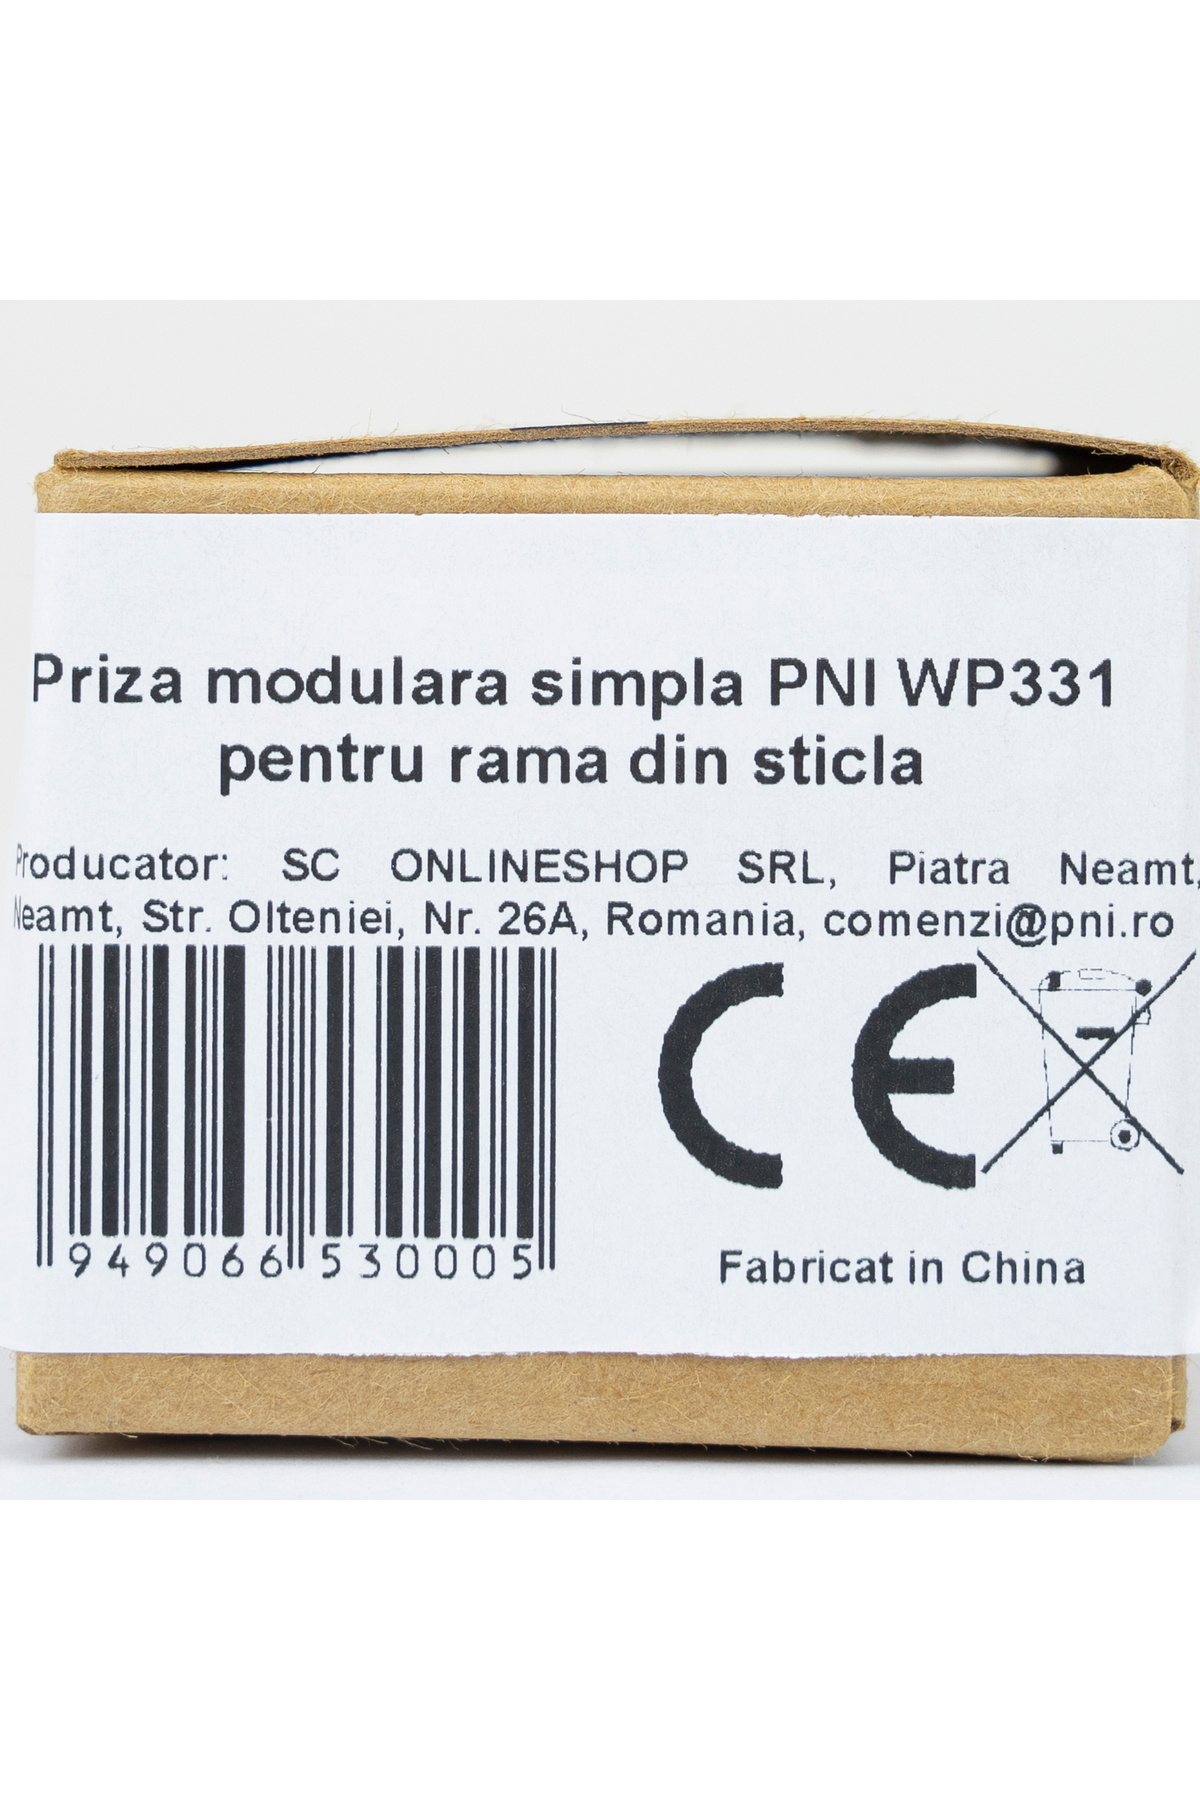 Priza modulara simpla PNI WP331
pentru rama din sticla
Producator: SC ONLINESHOP SRL, Piatra Neamt,
Neamt, Str. Olteniei, Nr. 26A, Romania, comenzi@pni.ro
949066 530005
CE
Fabricat in China